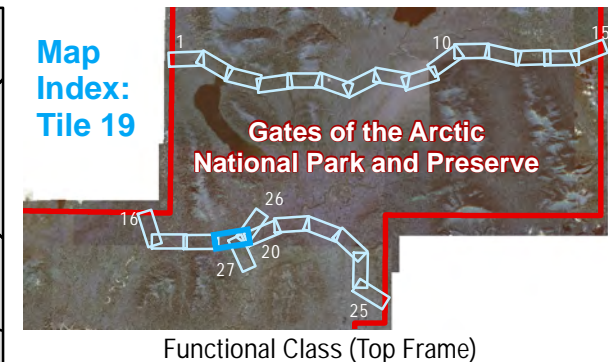 Map
Index:
Tile 19
1
10
15
Gates of the Arctic
National Park and Preserve
16
26
20
27
25
Functional Class (Top Frame)